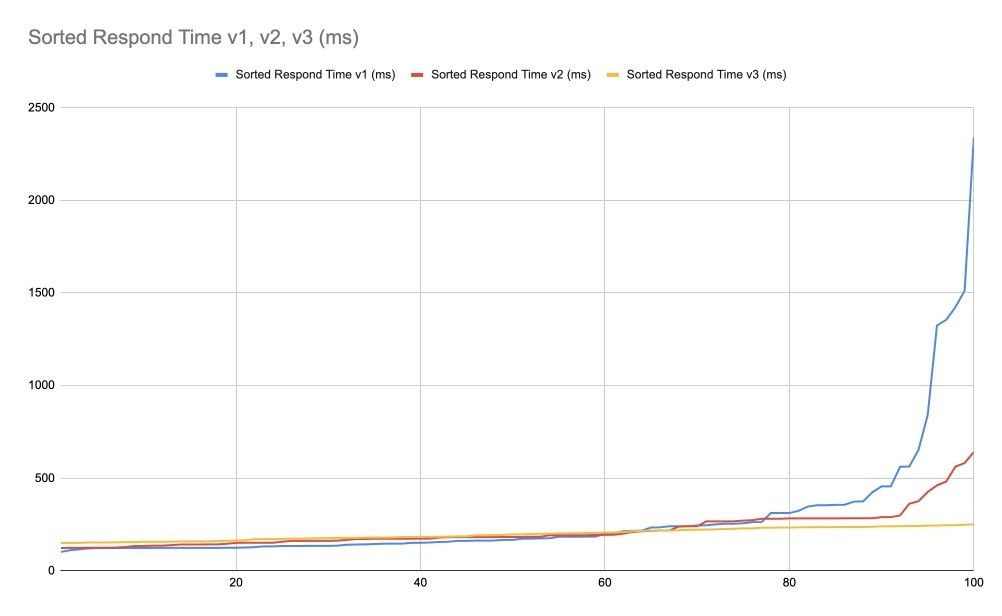 Sorted Respond Time v1, v2, v3 (ms)
Sorted Respond Time v1 (ms) Sorted Respond Time v2 (ms) Sorted Respond Time v3 (ms)
2500
2000
1500
1000
500
0
20 40 60 80 100